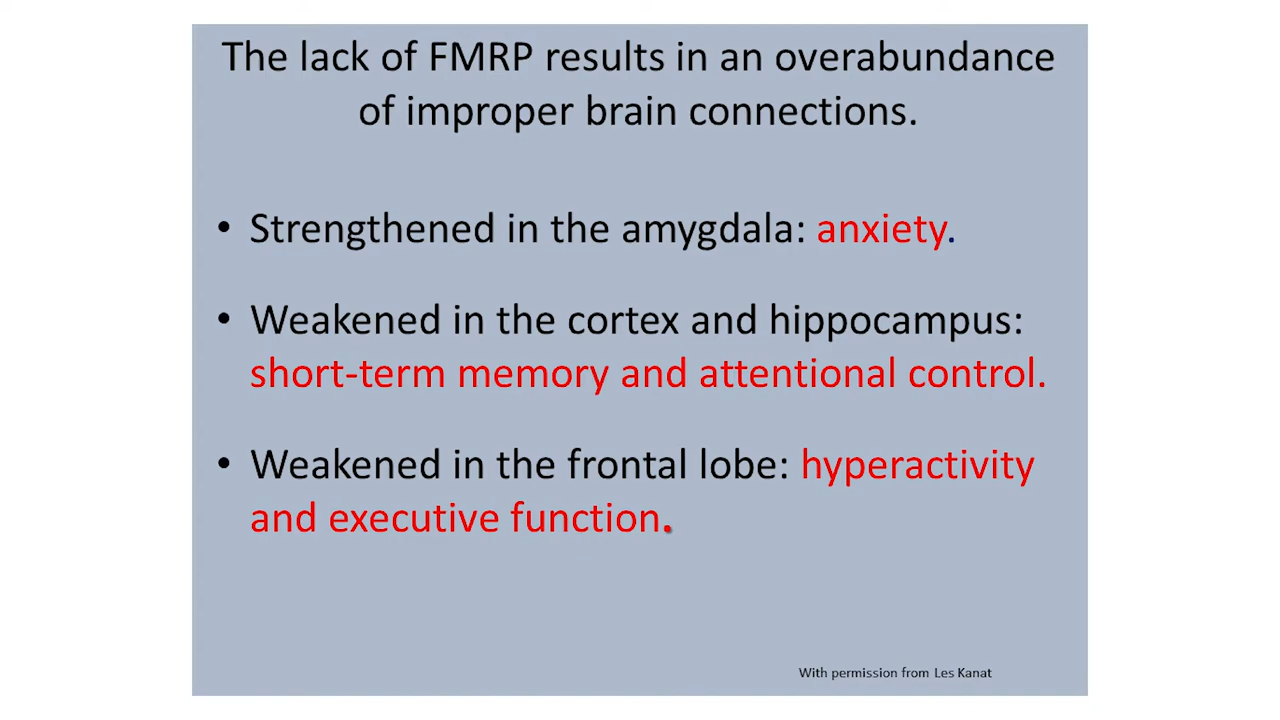 The lack of FMRP results in an overabundance
of improper brain connections.
• Strengthened in the amygdala: anxiety.
• Weakened in the cortex and hippocampus:
short-term memory and attentional control.
• Weakened in the frontal lobe: hyperactivity
and executive function.
With permission from Les Kanat